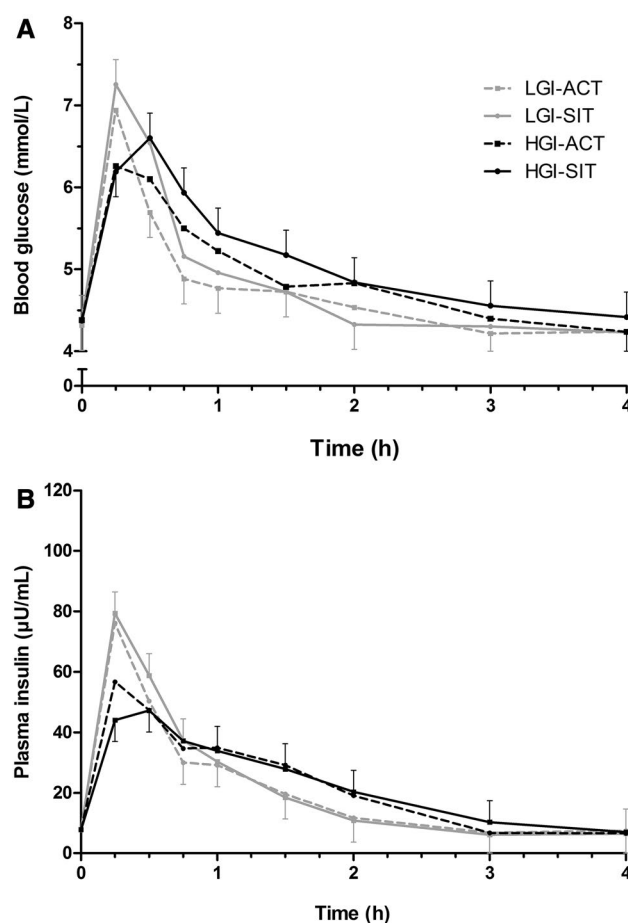 A
8
7
6
5
4
0
Blood glucose (mmol/L)
LGI-ACT
LGI-SIT
HGI-ACT
HGI-SIT
0 1 2 3 4
Time (h)
B
120
100
80
60
40
20
0
Plasma insulin (µU/mL)
0 1 2 3 4
Time (h)